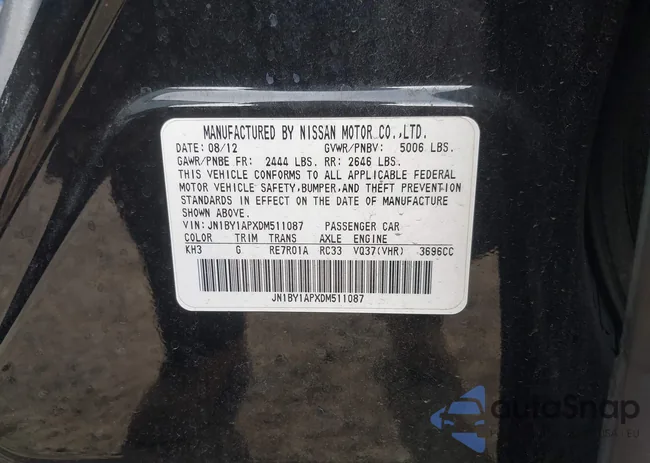 MANUFACTURED BY NISSAN MOTOR CO.,LTD.
DATE: 08/12 GVWR/PNBV: 5006 LBS.
GAWR/PNBE FR: 2444 LBS. RR: 2646 LBS.
THIS VEHICLE CONFORMS TO ALL APPLICABLE FEDERAL
MOTOR VEHICLE SAFETY,BUMPER,AND THEFT PREVENTION
STANDARDS IN EFFECT ON THE DATE OF MANUFACTURE
SHOWN ABOVE.
VIN: JN1BY1APXDM511087 PASSENGER CAR
COLOR TRIM TRANS AXLE ENGINE
KH3 G RE7R01A RC33 VQ37(VHR) 3696CC
JN1BY1APXDM511087
autoSnap